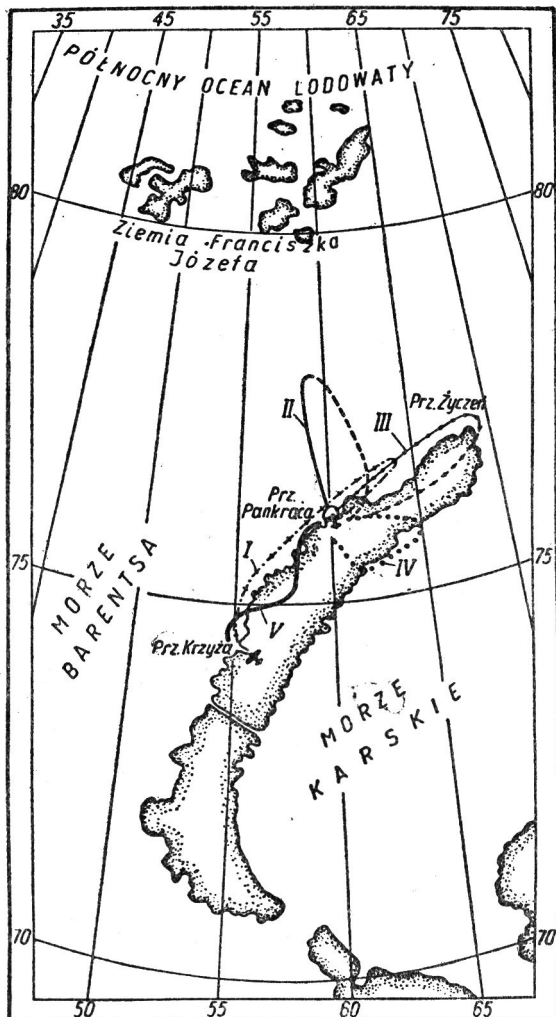 35 45 55 55 65 75
PÓŁNOCNY OCEAN LODOWATY
80 80
Ziemia Franciszka
Józefa
Prz. Życzeń
II
III
Prz.
Pankraca
75 75
I
IV
MORZE
BARENTSA
V
Prz. Krzyża
MORZE
KARSKIE
70 70
50 55 60 65